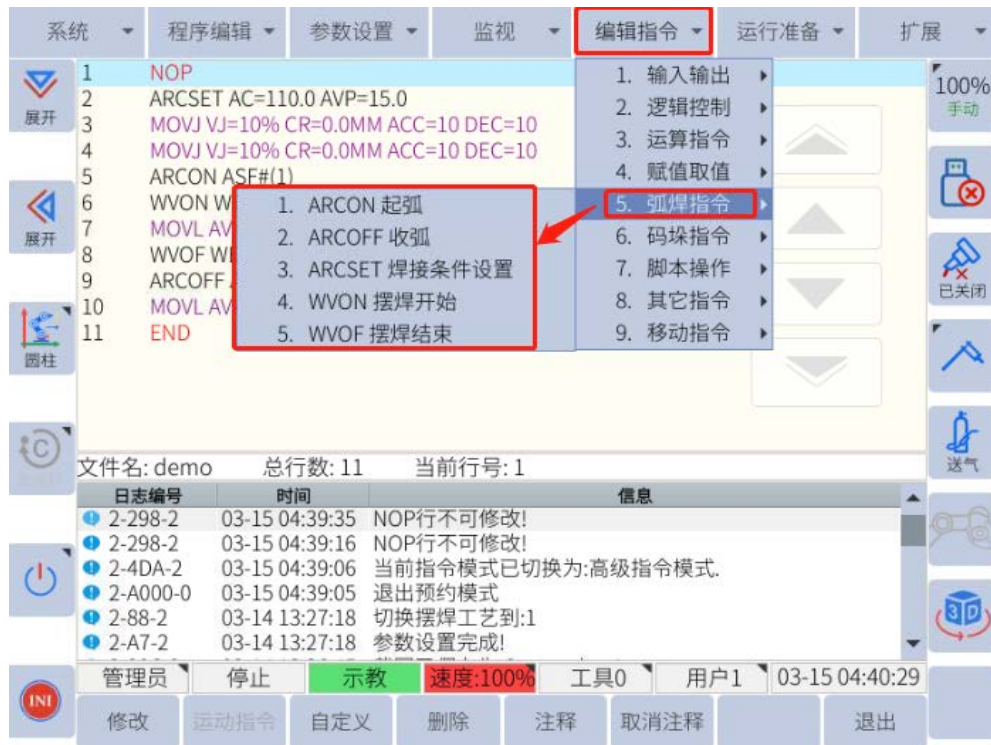 系统 程序编辑 参数设置 监视 编辑指令 运行准备 扩展
展开
展开
圆柱
INI
1 NOP
2 ARCSET AC=110.0 AVP=15.0
3 MOVJ VJ=10% CR=0.0MM ACC=10 DEC=10
4 MOVJ VJ=10% CR=0.0MM ACC=10 DEC=10
5 ARCON ASF#(1)
6 WVON W
7 MOVL AV
8 WVOF WE
9 ARCOFF
10 MOVL AV
11 END
1. ARCON 起弧
2. ARCOFF 收弧
3. ARCSET 焊接条件设置
4. WVON 摆焊开始
5. WVOF 摆焊结束
1. 输入输出
2. 逻辑控制
3. 运算指令
4. 赋值取值
5. 弧焊指令
6. 码垛指令
7. 脚本操作
8. 其它指令
9. 移动指令
100%
手动
已关闭
送气
3D
文件名: demo 总行数: 11 当前行号: 1
日志编号 时间 信息
2-298-2 03-15 04:39:35 NOP行不可修改!
2-298-2 03-15 04:39:16 NOP行不可修改!
2-4DA-2 03-15 04:39:06 当前指令模式已切换为:高级指令模式.
2-A000-0 03-15 04:39:05 退出预约模式
2-88-2 03-14 13:27:18 切换摆焊工艺到:1
2-A7-2 03-14 13:27:18 参数设置完成!
管理员 停止 示教 速度:100% 工具0 用户1 03-15 04:40:29
修改 运动指令 自定义 删除 注释 取消注释 退出